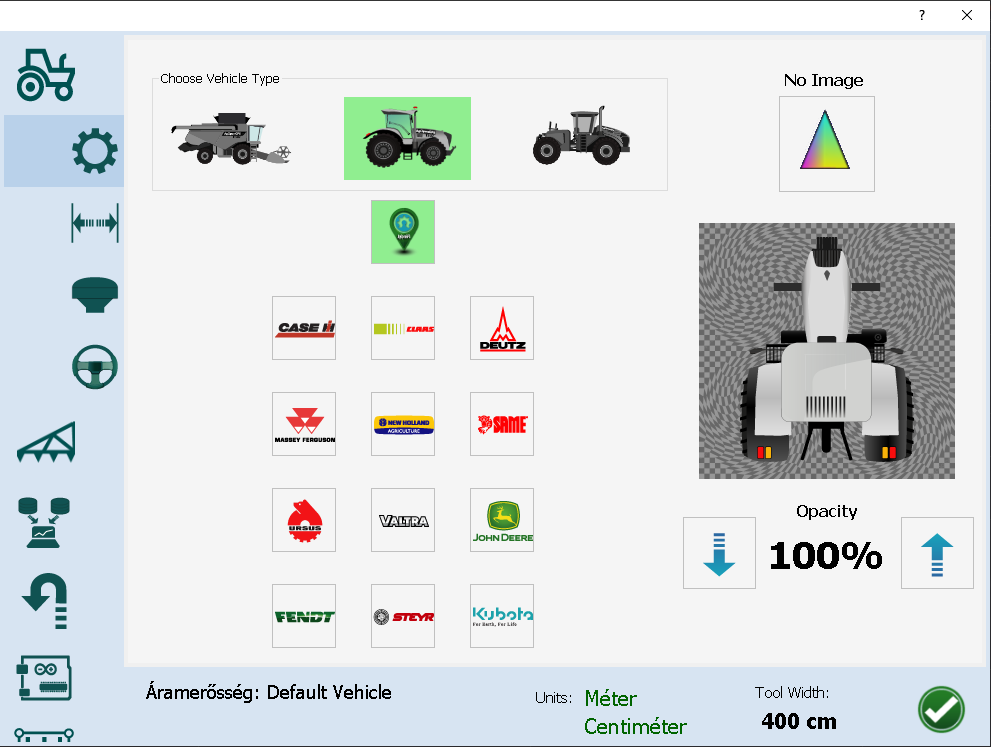 ?
Choose Vehicle Type
No Image
CASE IH
CLAAS
DEUTZ
MASSEY FERGUSON
NEW HOLLAND
AGRICULTURE
SAME
URSUS
VALTRA
JOHN DEERE
Opacity
100%
FENDT
STEYR
Kubota
For Earth, For Life
Áramerősség: Default Vehicle
Units:
Méter
Centiméter
Tool Width:
400 cm